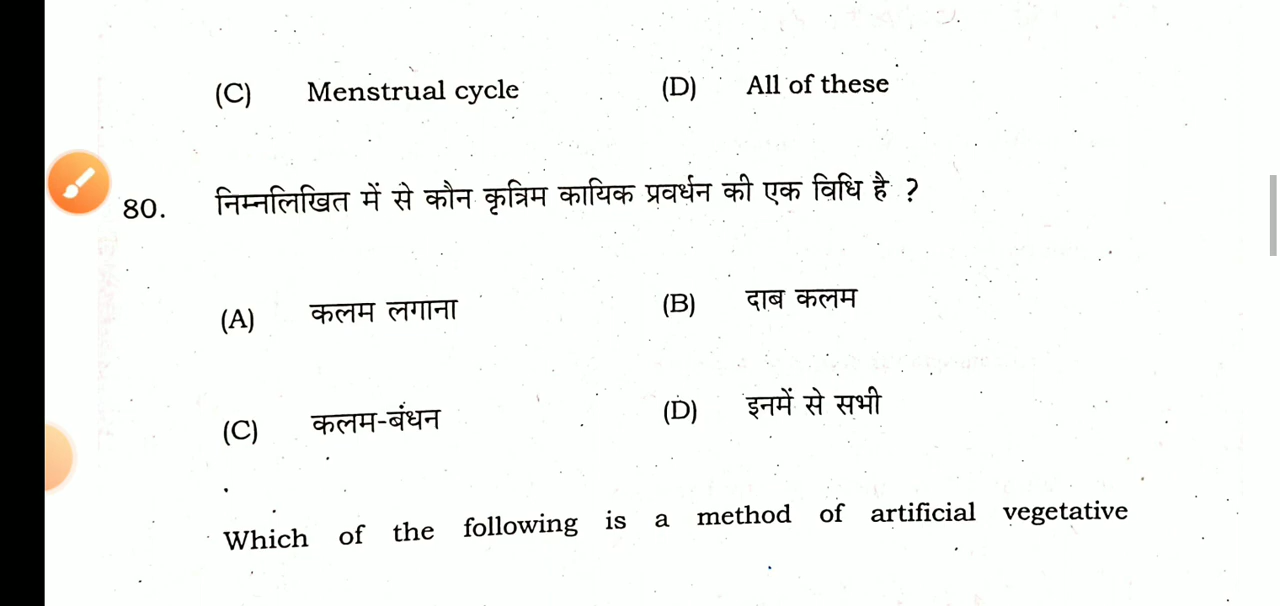 (C) Menstrual cycle (D) All of these
80. निम्नलिखित में से कौन कृत्रिम कायिक प्रवर्धन की एक विधि है ?
(A) कलम लगाना (B) दाब कलम
(C) कलम-बंधन (D) इनमें से सभी
Which of the following is a method of artificial vegetative